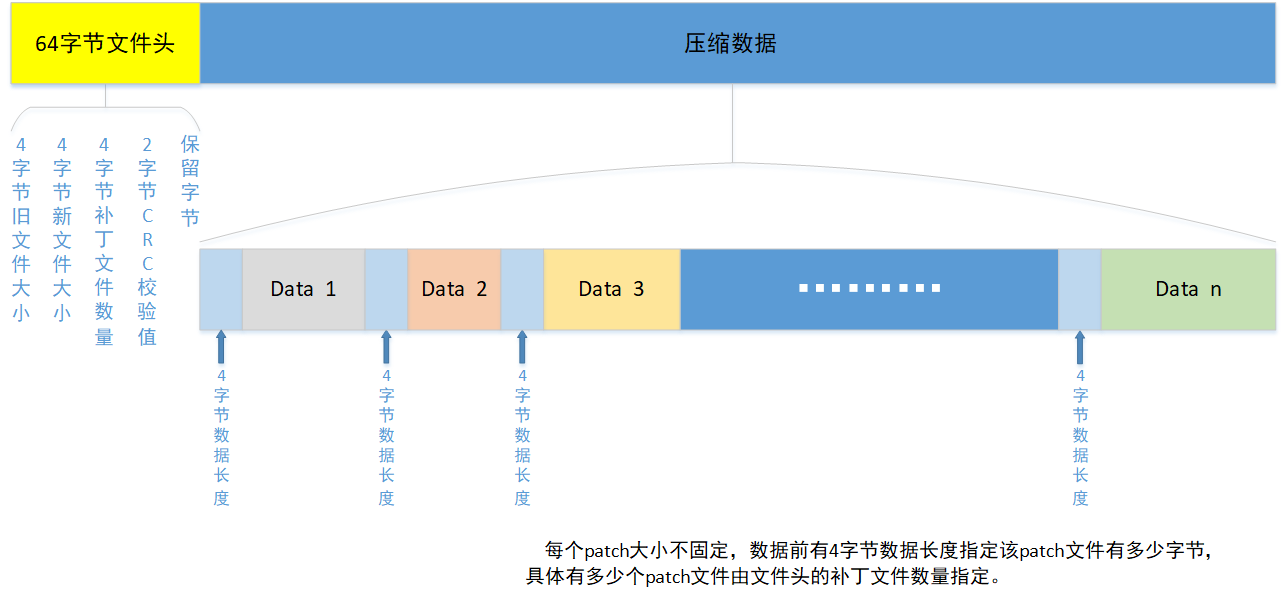 64字节文件头
压缩数据
4字节旧文件大小
4字节新文件大小
4字节补丁文件数量
2字节CRC校验值
保留字节
Data 1
Data 2
Data 3
Data n
4字节数据长度
4字节数据长度
4字节数据长度
4字节数据长度
每个patch大小不固定，数据前有4字节数据长度指定该patch文件有多少字节，
具体有多少个patch文件由文件头的补丁文件数量指定。